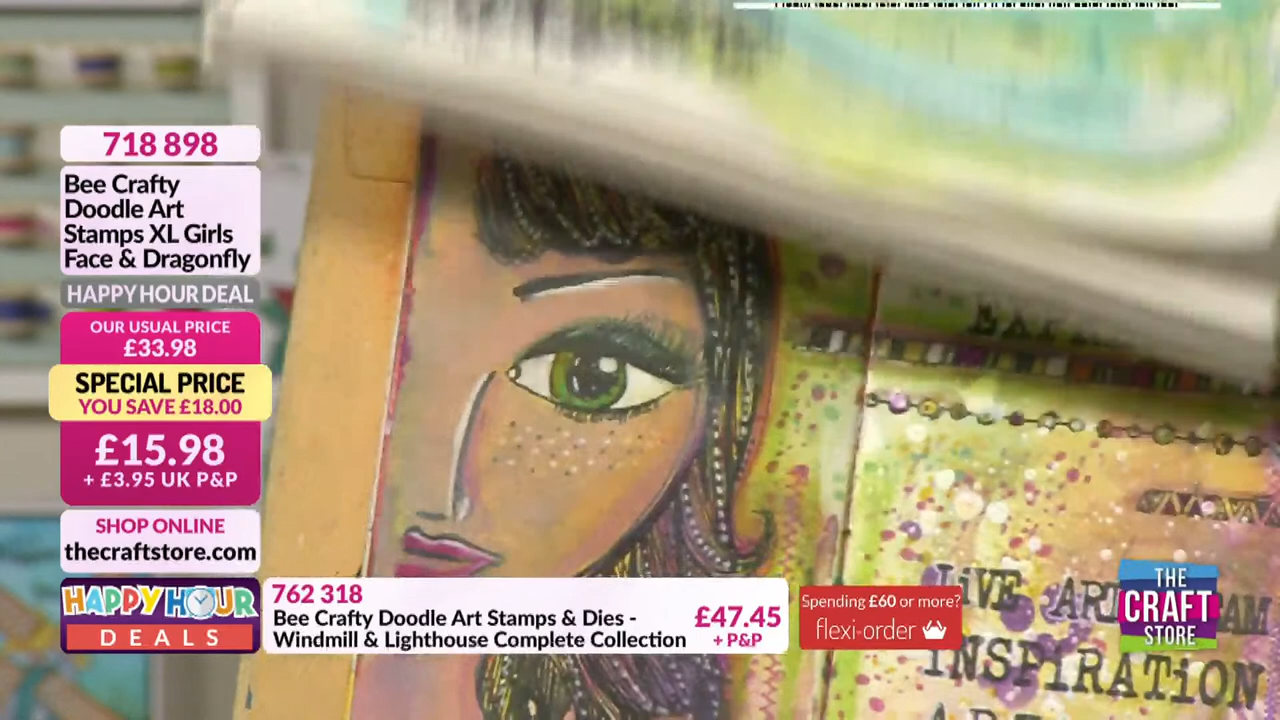 718 898
Bee Crafty
Doodle Art
Stamps XL Girls
Face & Dragonfly
HAPPY HOUR DEAL
OUR USUAL PRICE
£33.98
SPECIAL PRICE
YOU SAVE £18.00
£15.98
+ £3.95 UK P&P
SHOP ONLINE
thecraftstore.com
HAPPY HOUR
DEALS
762 318
Bee Crafty Doodle Art Stamps & Dies -
Windmill & Lighthouse Complete Collection
£47.45
+ P&P
Spending £60 or more?
flexi-order
LiVE ART
INSPiRATiON
THE
CRAFT
STORE